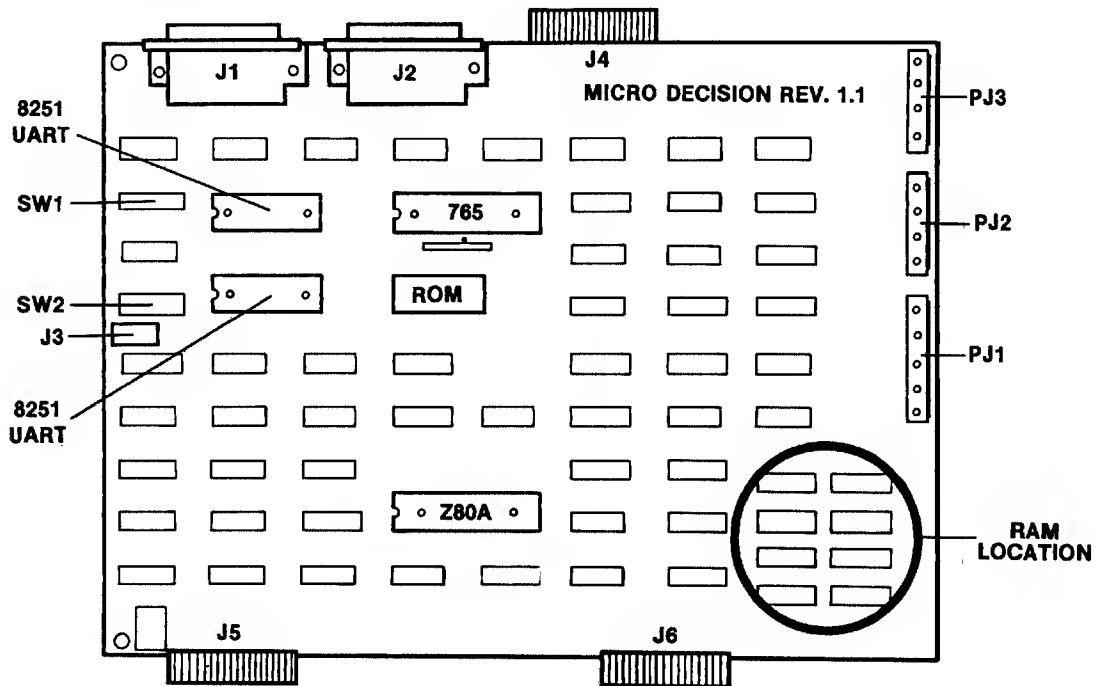 J1
J2
J4
MICRO DECISION REV. 1.1
PJ3
8251
UART
SW1
765
PJ2
SW2
ROM
J3
PJ1
8251
UART
Z80A
RAM
LOCATION
J5
J6